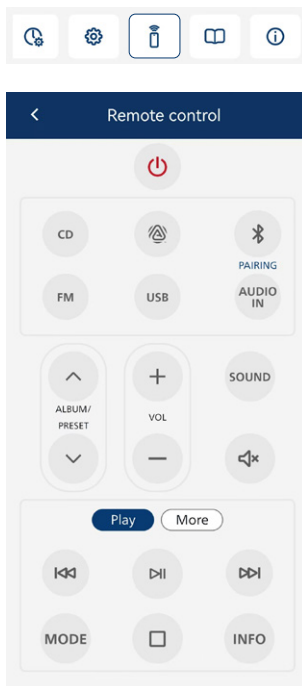 Remote control
CD
PAIRING
FM
USB
AUDIO
IN
ALBUM/
PRESET
VOL
SOUND
Play
More
MODE
INFO